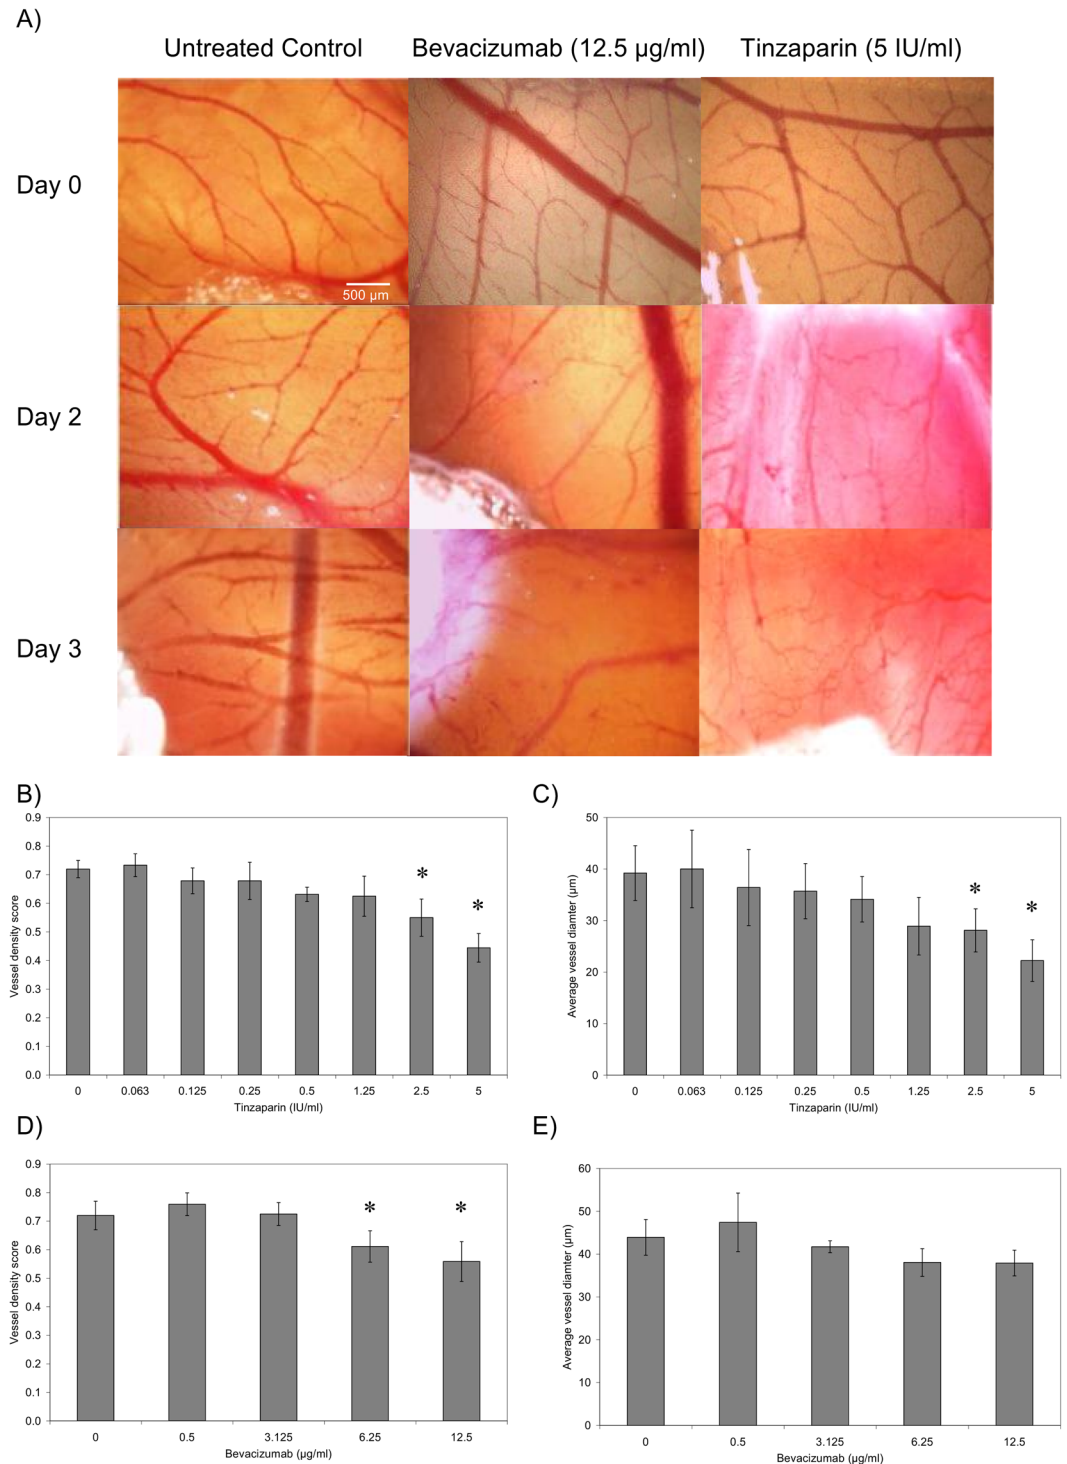 A)
Untreated Control Bevacizumab (12.5 µg/ml) Tinzaparin (5 IU/ml)
Day 0
500 µm
Day 2
Day 3
B)
0.9
0.8
0.7
0.6
0.5
0.4
0.3
0.2
0.1
0.0
Vessel density score
* *
0 0.063 0.125 0.25 0.5 1.25 2.5 5
Tinzaparin (IU/ml)
C)
50
40
30
20
10
0
Average vessel diamter (µm)
* *
0 0.063 0.125 0.25 0.5 1.25 2.5 5
Tinzaparin (IU/ml)
D)
0.9
0.8
0.7
0.6
0.5
0.4
0.3
0.2
0.1
0.0
Vessel density score
* *
0 0.5 3.125 6.25 12.5
Bevacizumab (µg/ml)
E)
60
50
40
30
20
10
0
Average vessel diamter (µm)
0 0.5 3.125 6.25 12.5
Bevacizumab (µg/ml)